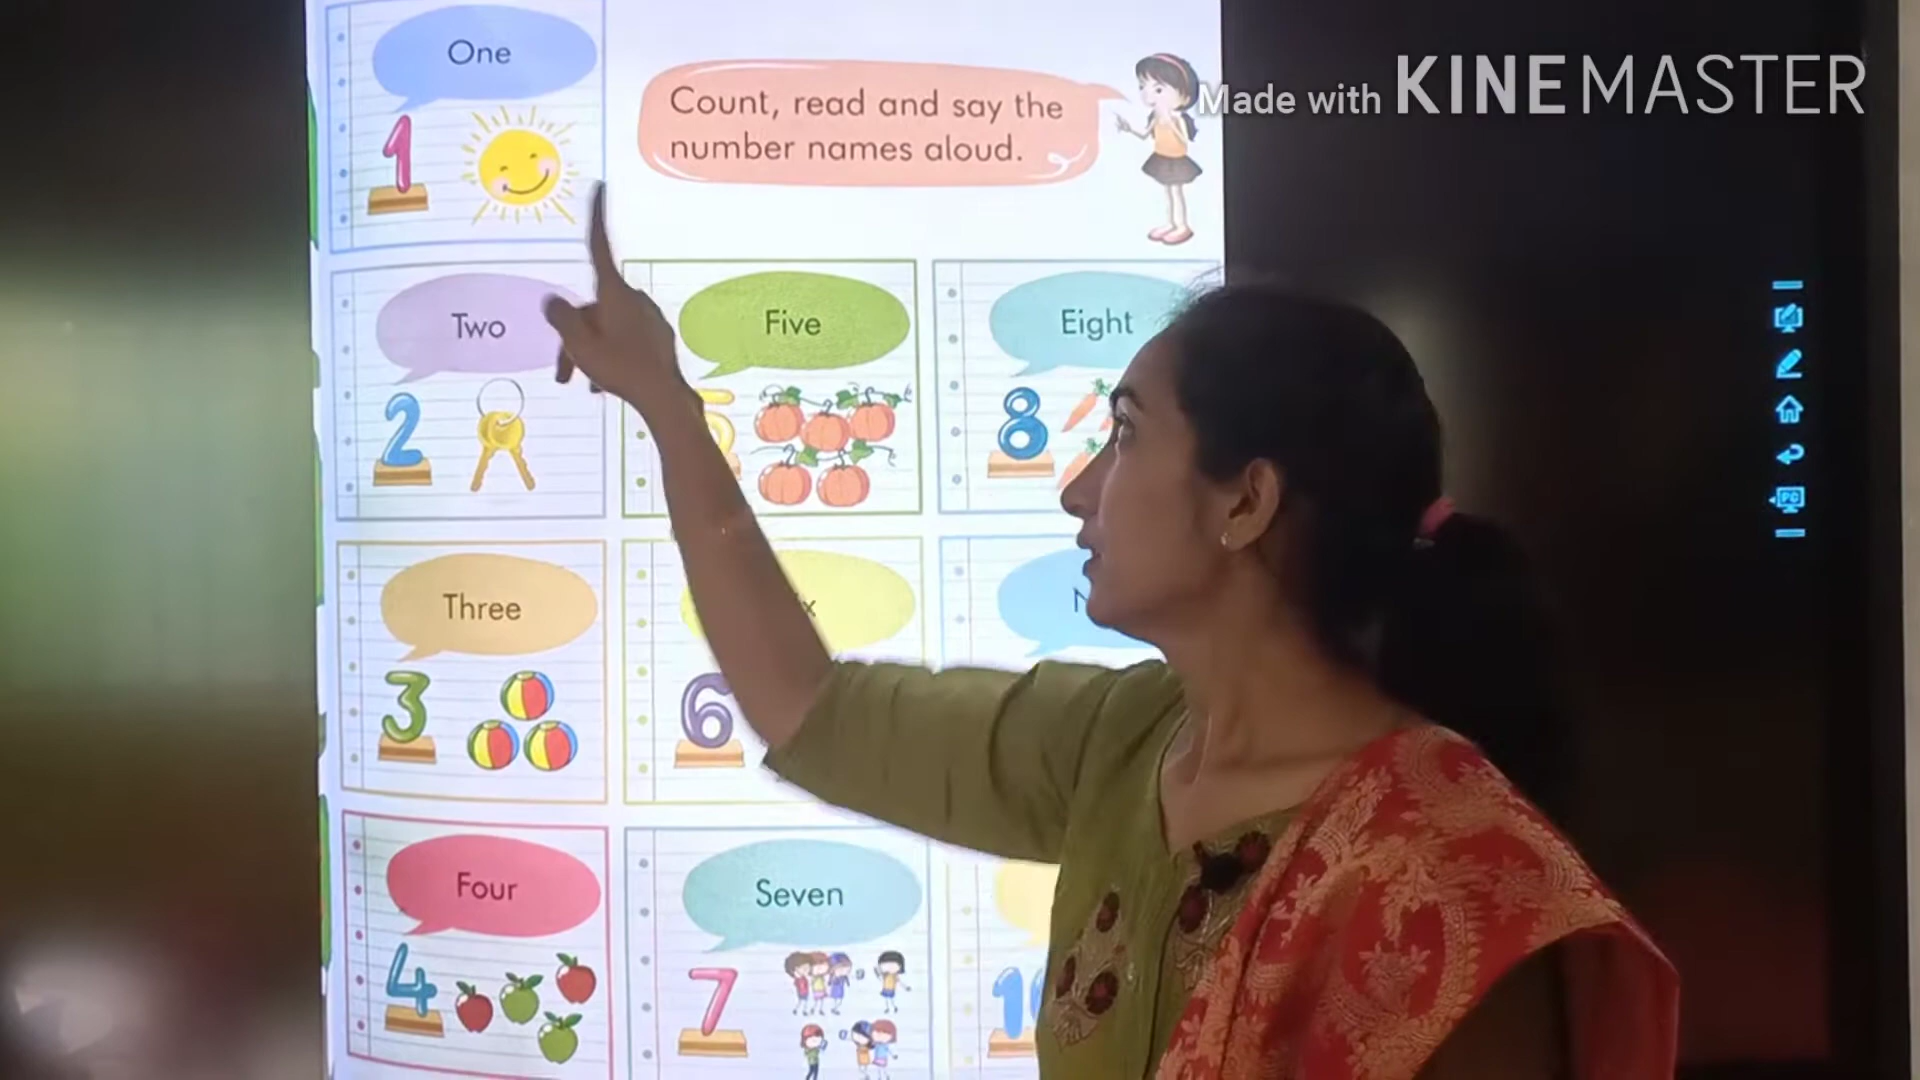 One
1
Count, read and say the
number names aloud.
Made with KINEMASTER
Two
2
Five
Eight
8
Three
3
6
Four
4
Seven
7
PC